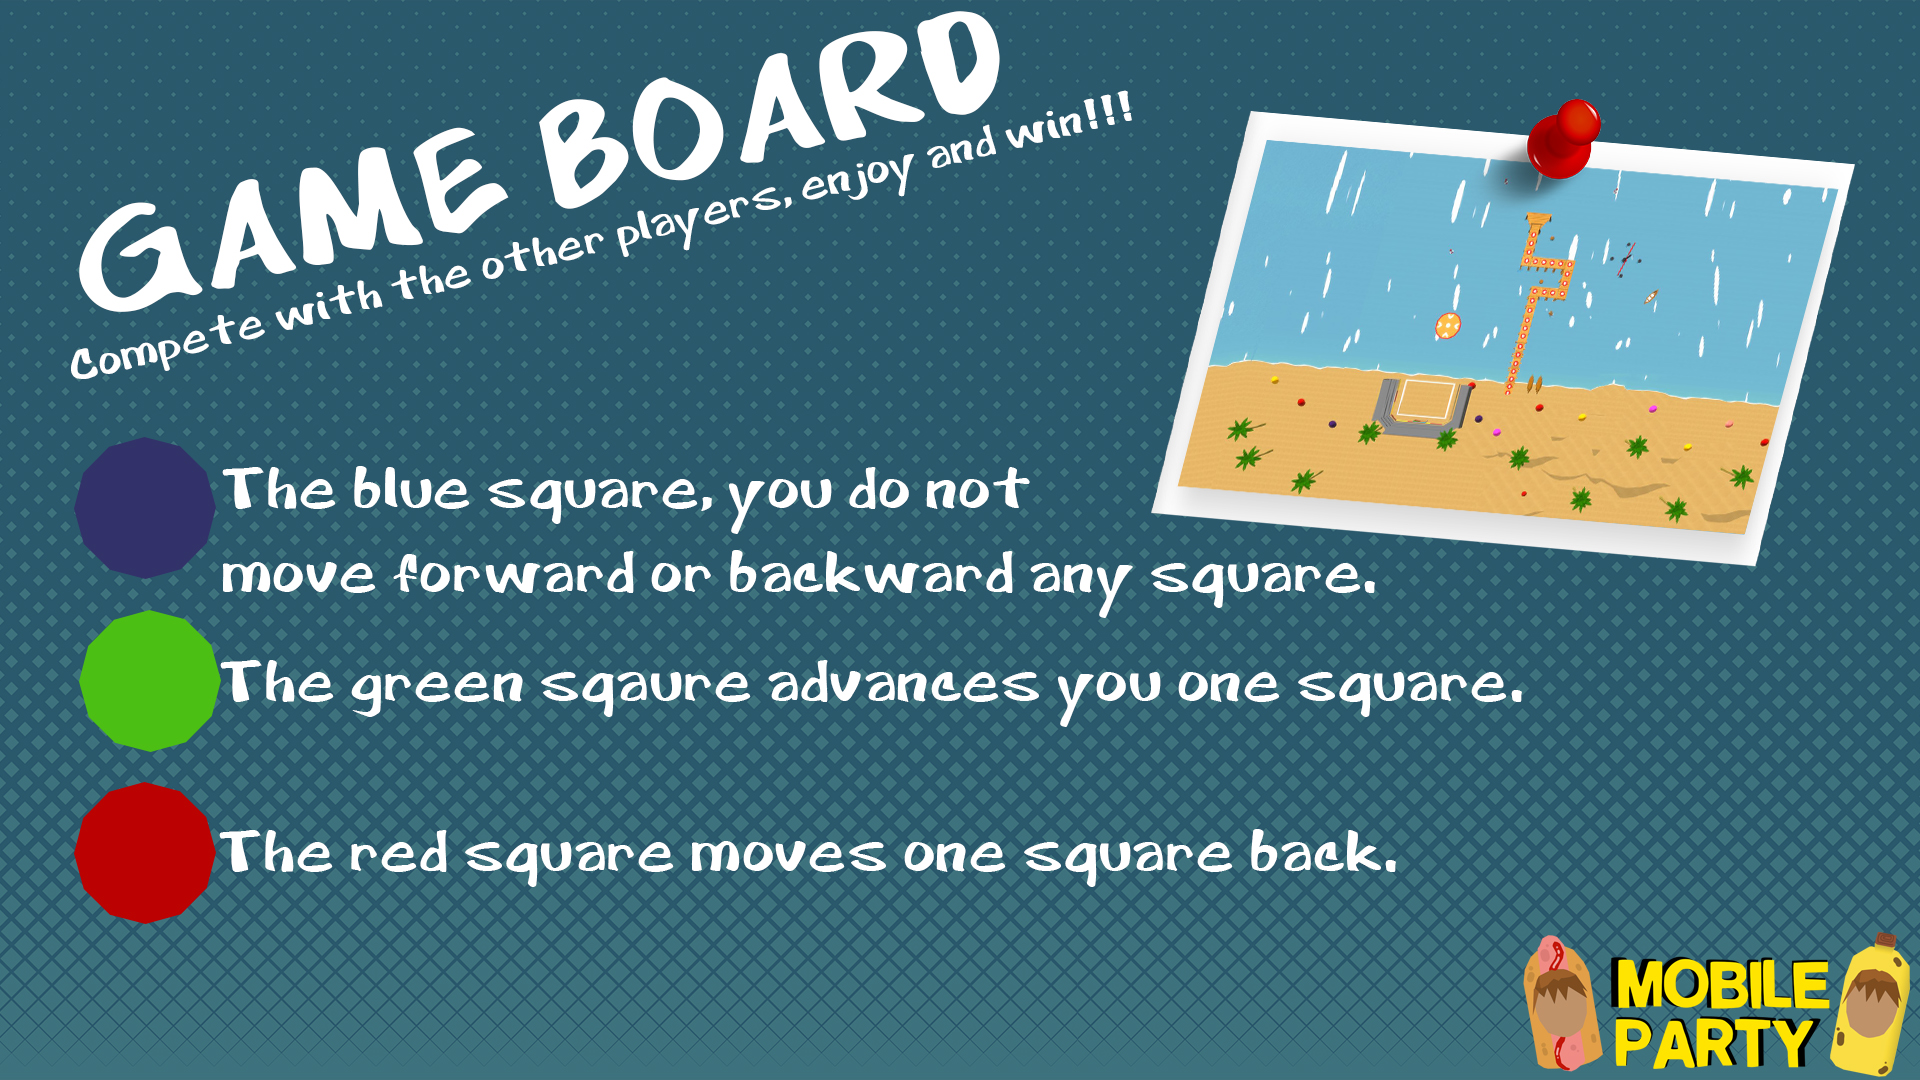 GAME BOARD
Compete with the other players, enjoy and win!!!
The blue square, you do not
move forward or backward any square.
The green sqaure advances you one square.
The red square moves one square back.
MOBILE
PARTY